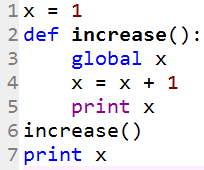 1 x = 1
2 def increase():
3     global x
4     x = x + 1
5     print x
6 increase()
7 print x